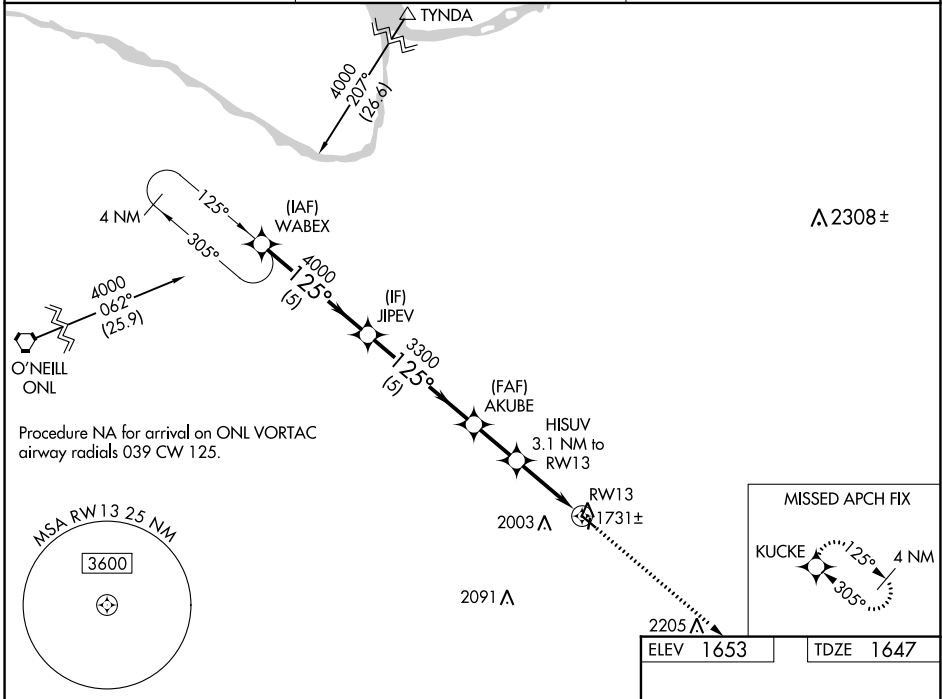 TYNDA
4000
207°
(26.6)
4 NM
125°
305°
(IAF)
WABEX
2308±
4000
125°
(5)
4000
062°
(25.9)
O'NEILL
ONL
(IF)
JIPEV
3300
125°
(5)
(FAF)
AKUBE
HISUV
3.1 NM to
RW13
Procedure NA for arrival on ONL VORTAC
airway radials 039 CW 125.
RW13
1731±
2003
MSA RW13 25 NM
3600
2091
MISSED APCH FIX
KUCKE
125°
4 NM
305°
2205
ELEV 1653
TDZE 1647